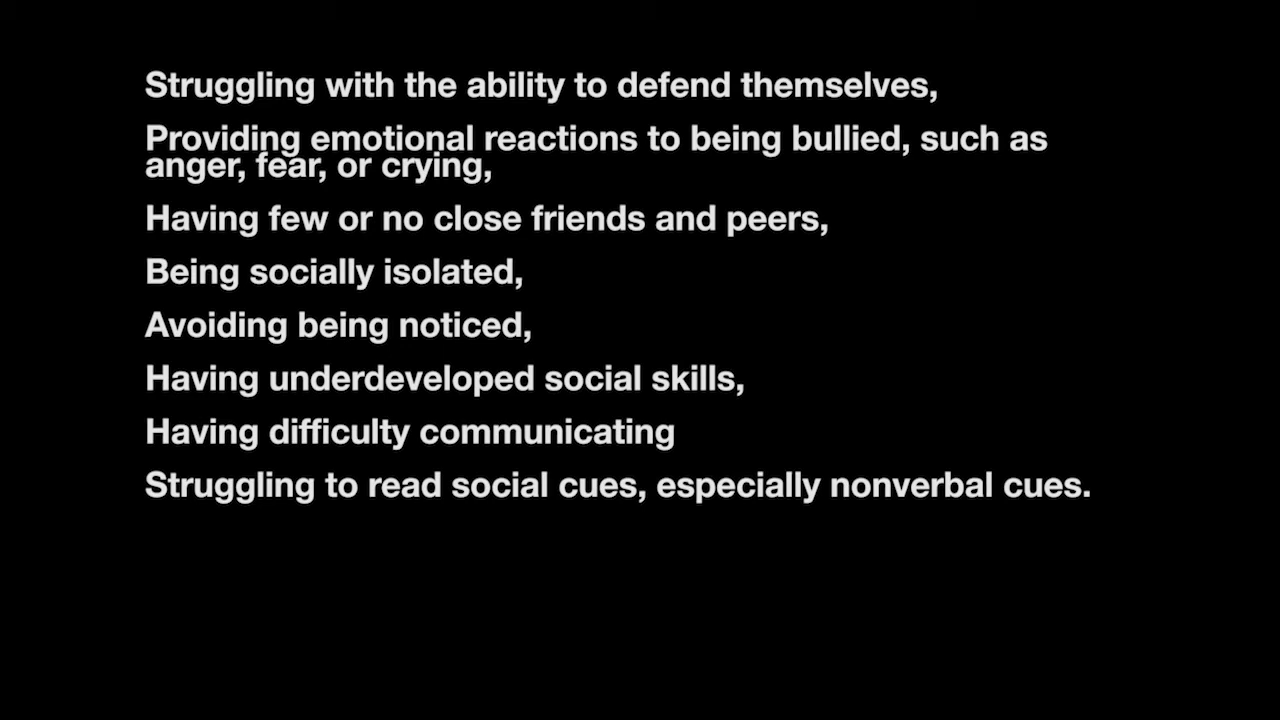 Struggling with the ability to defend themselves,
Providing emotional reactions to being bullied, such as
anger, fear, or crying,
Having few or no close friends and peers,
Being socially isolated,
Avoiding being noticed,
Having underdeveloped social skills,
Having difficulty communicating
Struggling to read social cues, especially nonverbal cues.